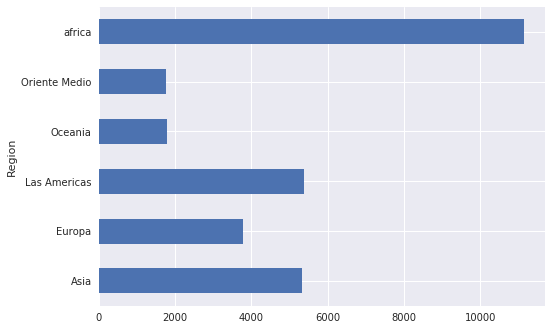 africa
Oriente Medio
Oceania
Las Americas
Europa
Asia
Region
0 2000 4000 6000 8000 10000